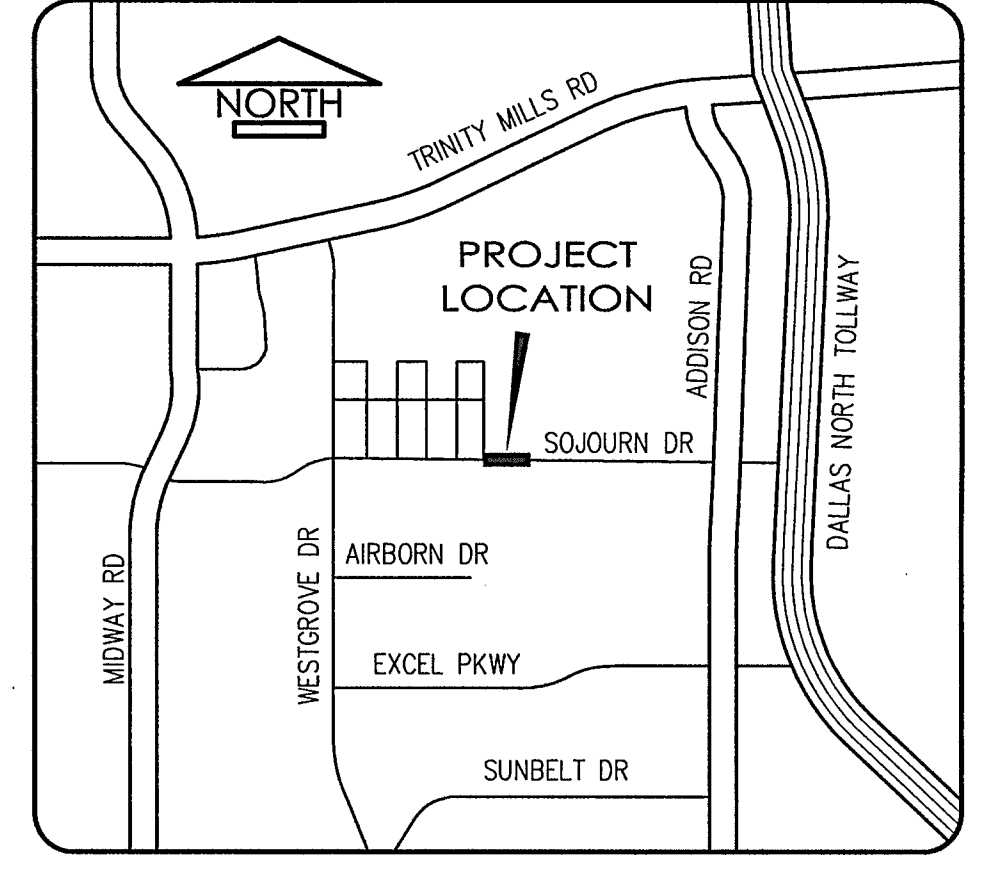 NORTH
TRINITY MILLS RD
PROJECT
LOCATION
ADDISON RD
DALLAS NORTH TOLLWAY
SOJOURN DR
MIDWAY RD
WESTGROVE DR
AIRBORN DR
EXCEL PKWY
SUNBELT DR